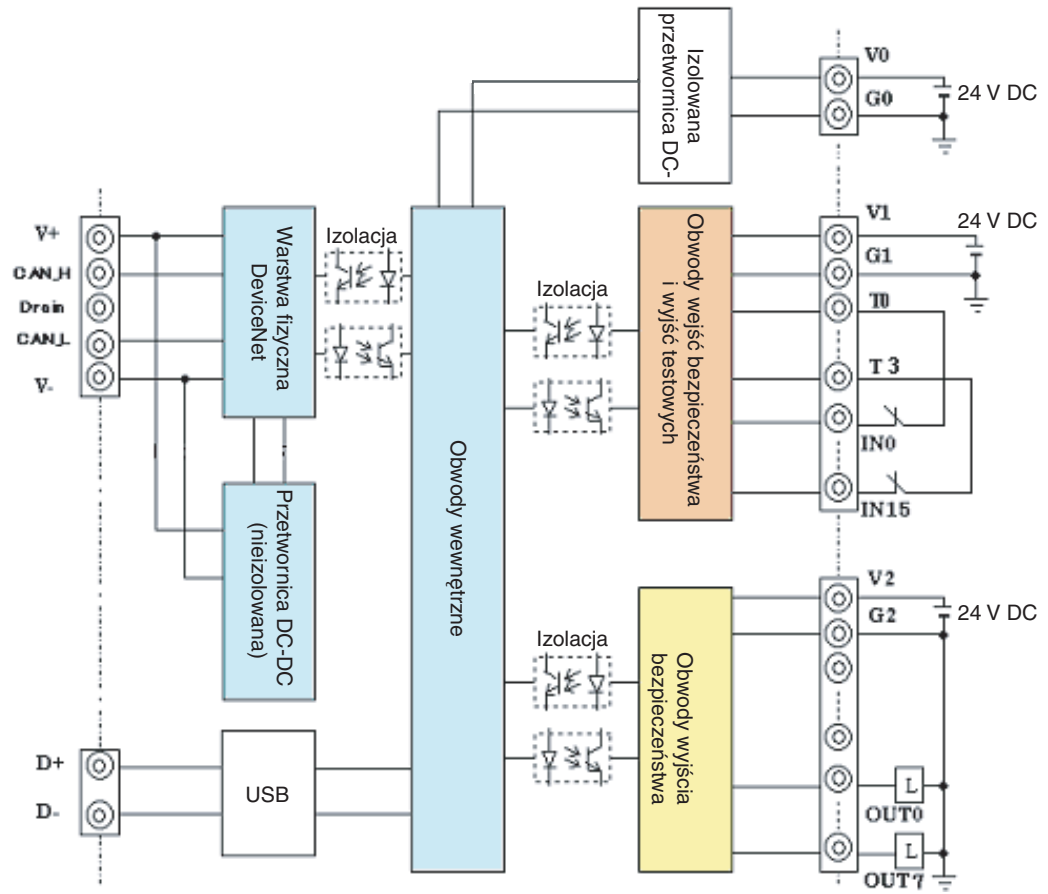 V0
G0
24 V DC
Izolowana
przetwornica DC-
V+
CAN_H
Drain
CAN_L
V-
Warstwa fizyczna
DeviceNet
Izolacja
Przetwornica DC-DC
(nieizolowana)
Obwody wewnętrzne
Izolacja
Obwody wejść bezpieczeństwa
i wyjść testowych
V1
24 V DC
G1
T0
T 3
IN0
IN15
Izolacja
Obwody wyjścia
bezpieczeństwa
V2
G2
24 V DC
L
OUT0
L
OUT7
D+
D-
USB